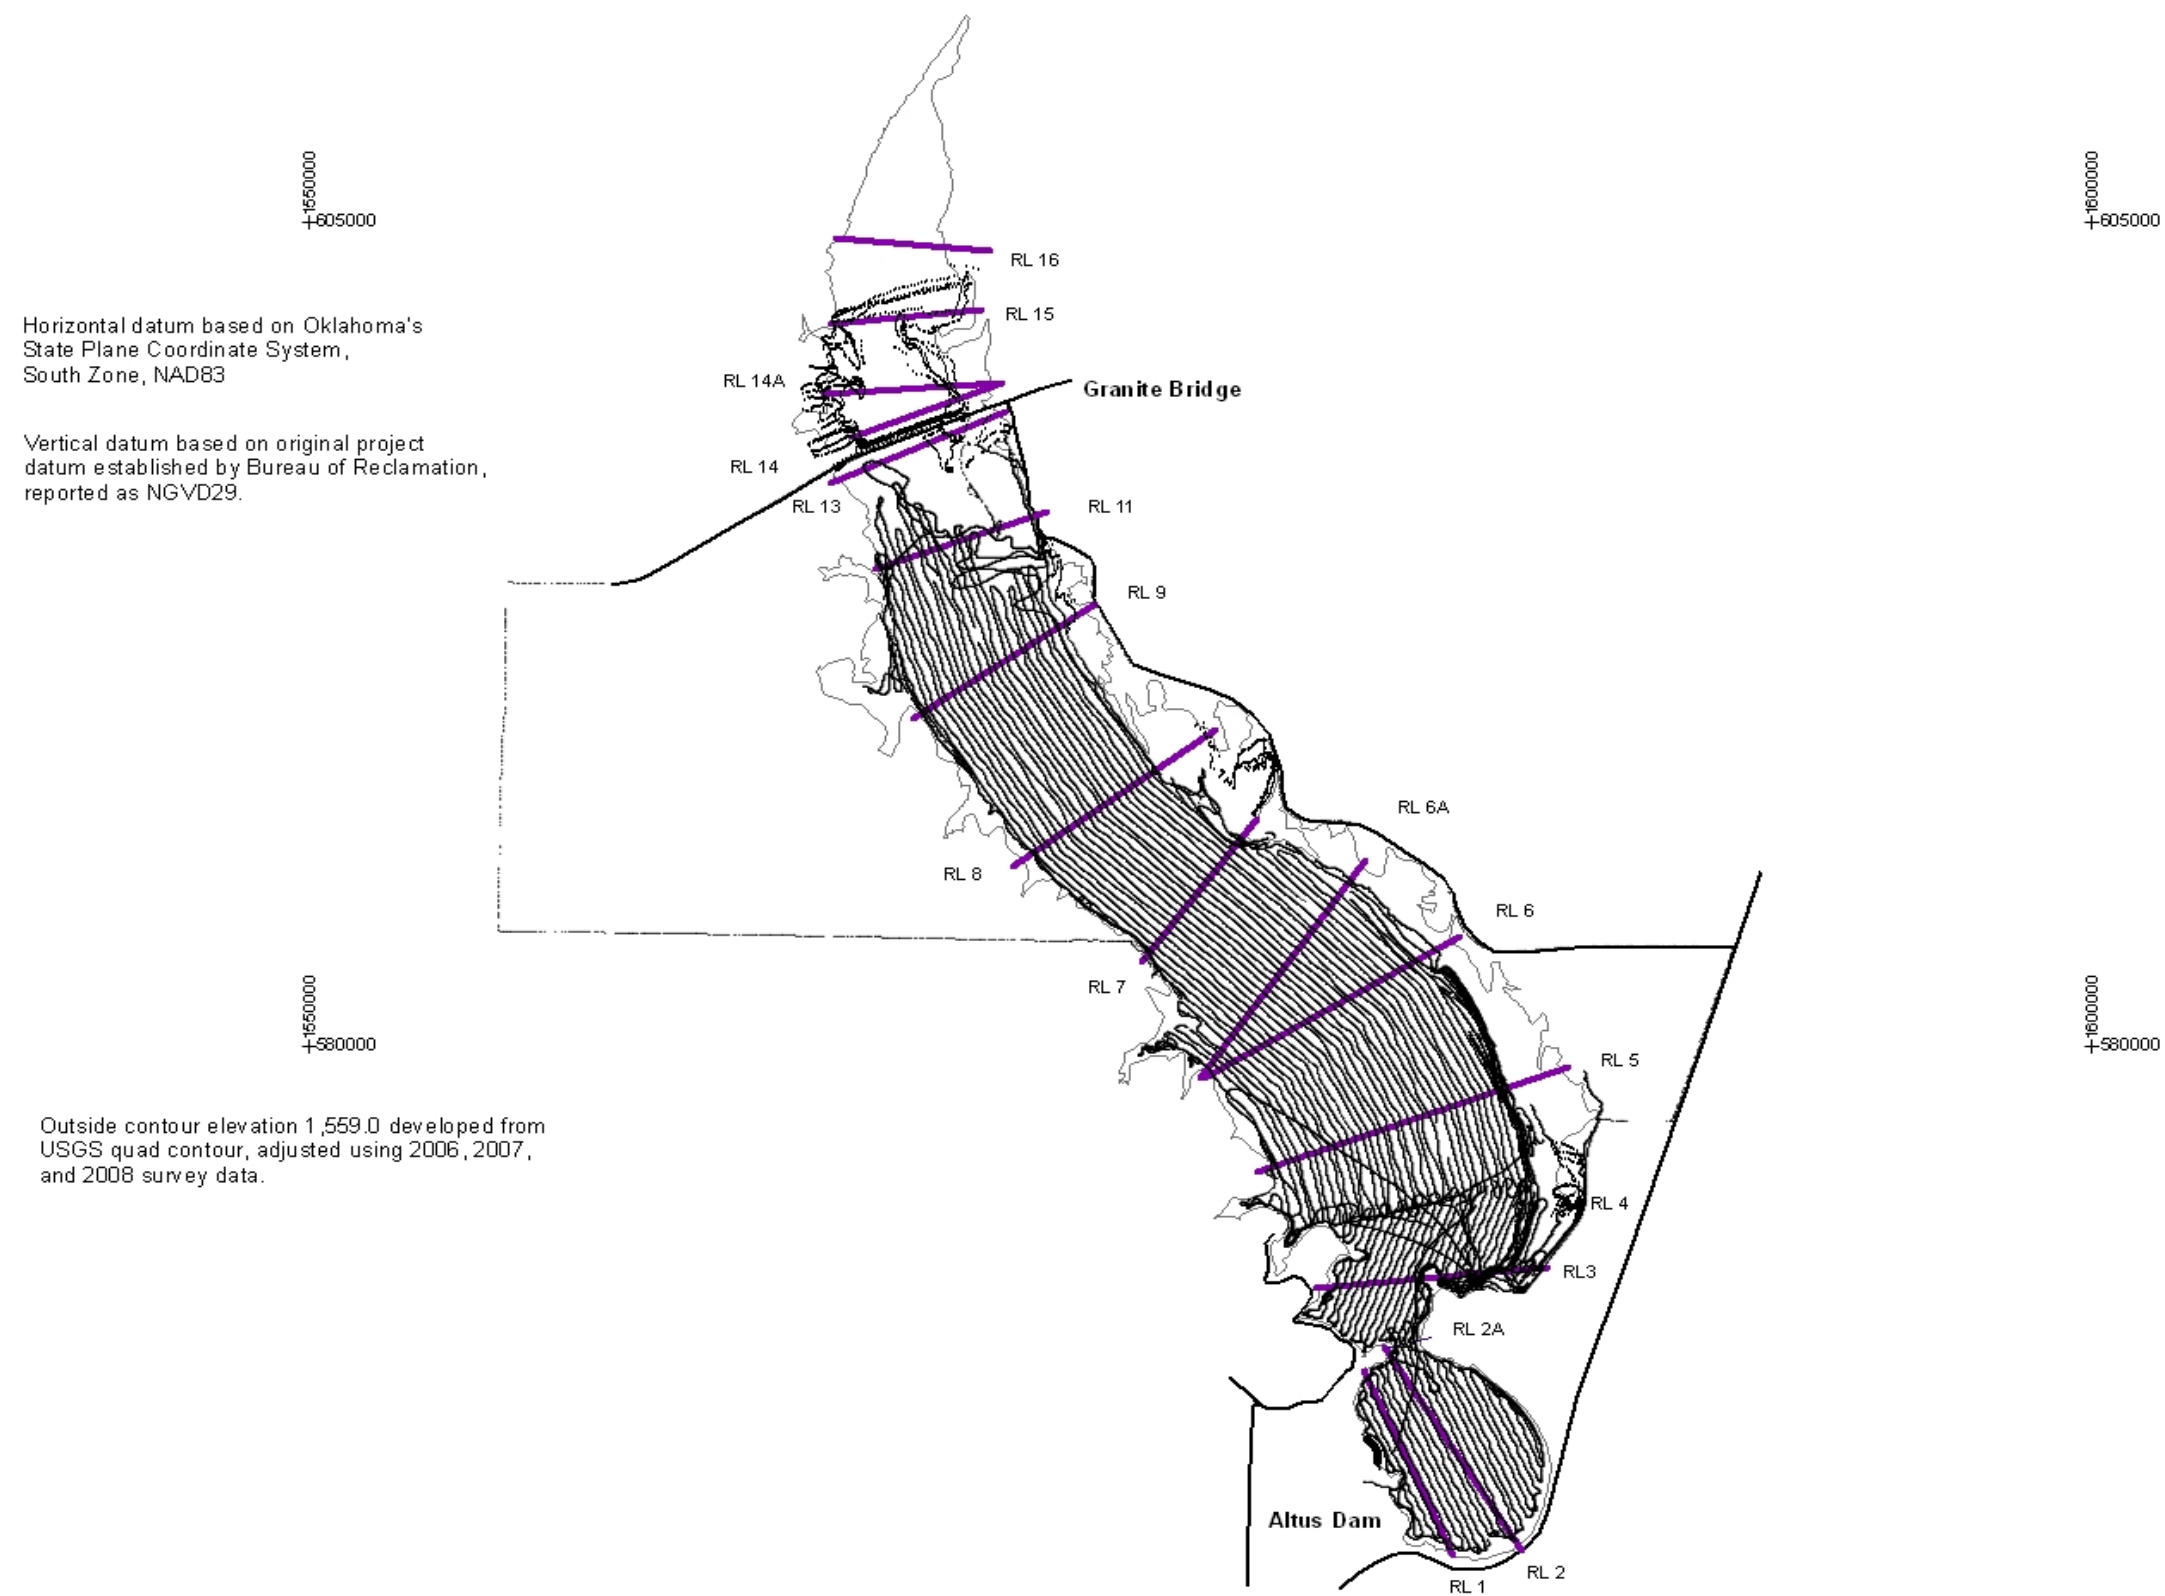 1550000
+605000
1600000
+605000
RL 16
RL 15
Horizontal datum based on Oklahoma's
State Plane Coordinate System,
South Zone, NAD83
RL 14A
Granite Bridge
Vertical datum based on original project
datum established by Bureau of Reclamation,
reported as NGVD29.
RL 14
RL 13
RL 11
RL 9
RL 6A
RL 8
RL 6
RL 7
1550000
+580000
1600000
+580000
RL 5
Outside contour elevation 1,559.0 developed from
USGS quad contour, adjusted using 2006, 2007,
and 2008 survey data.
RL 4
RL3
RL 2A
Altus Dam
RL 2
RL 1